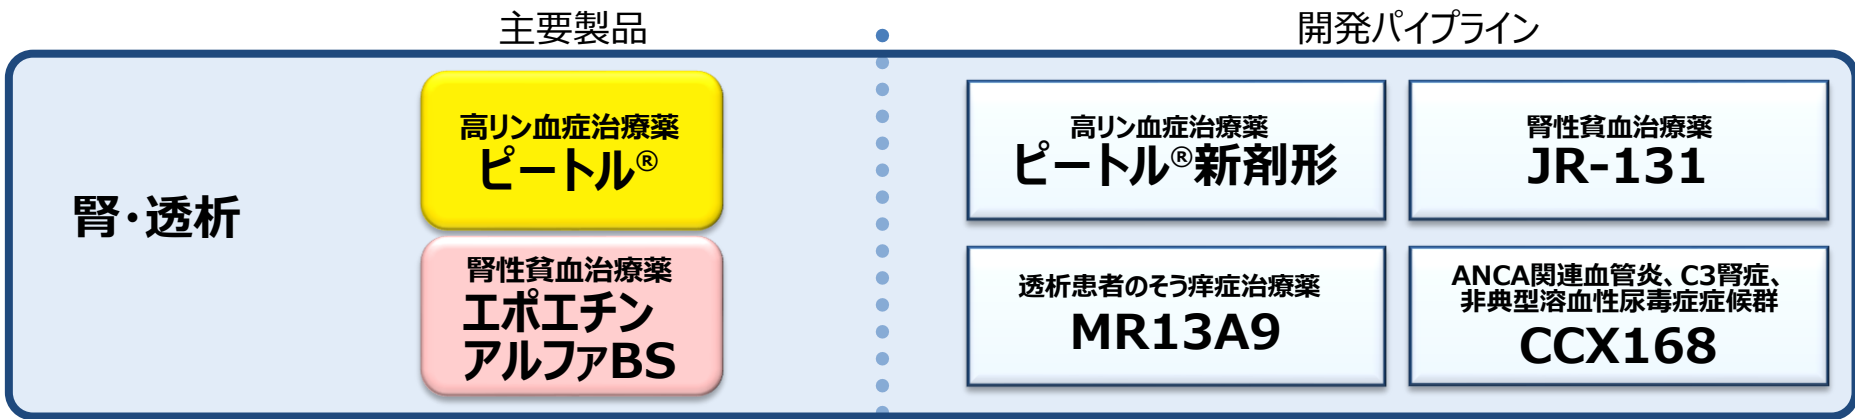 主要製品
開発パイプライン
腎・透析
高リン血症治療薬
ピートル®
腎性貧血治療薬
エポエチン
アルファBS
高リン血症治療薬
ピートル®新剤形
腎性貧血治療薬
JR-131
透析患者のそう痒症治療薬
MR13A9
ANCA関連血管炎、C3腎症、
非典型溶血性尿毒症症候群
CCX168